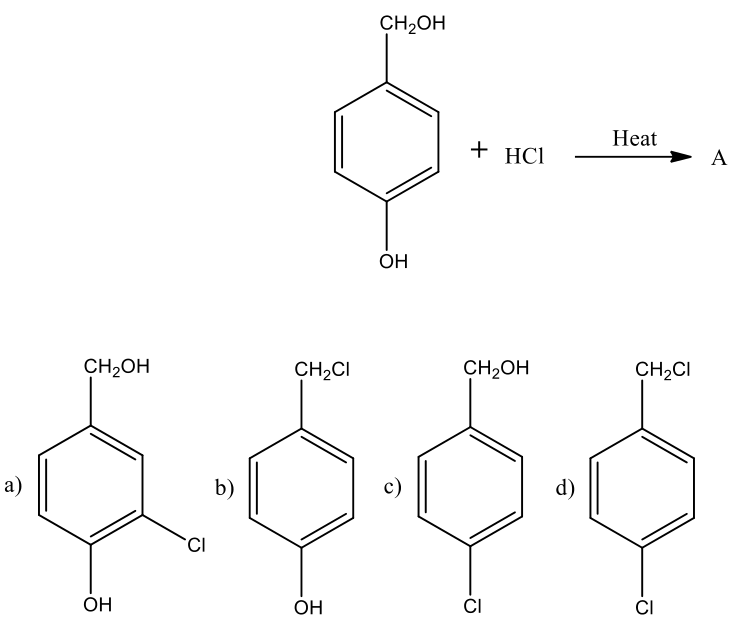 CH₂OH
+ HCl Heat A
OH
CH₂OH CH₂Cl CH₂OH CH₂Cl
a) b) c) d)
Cl
OH OH Cl Cl